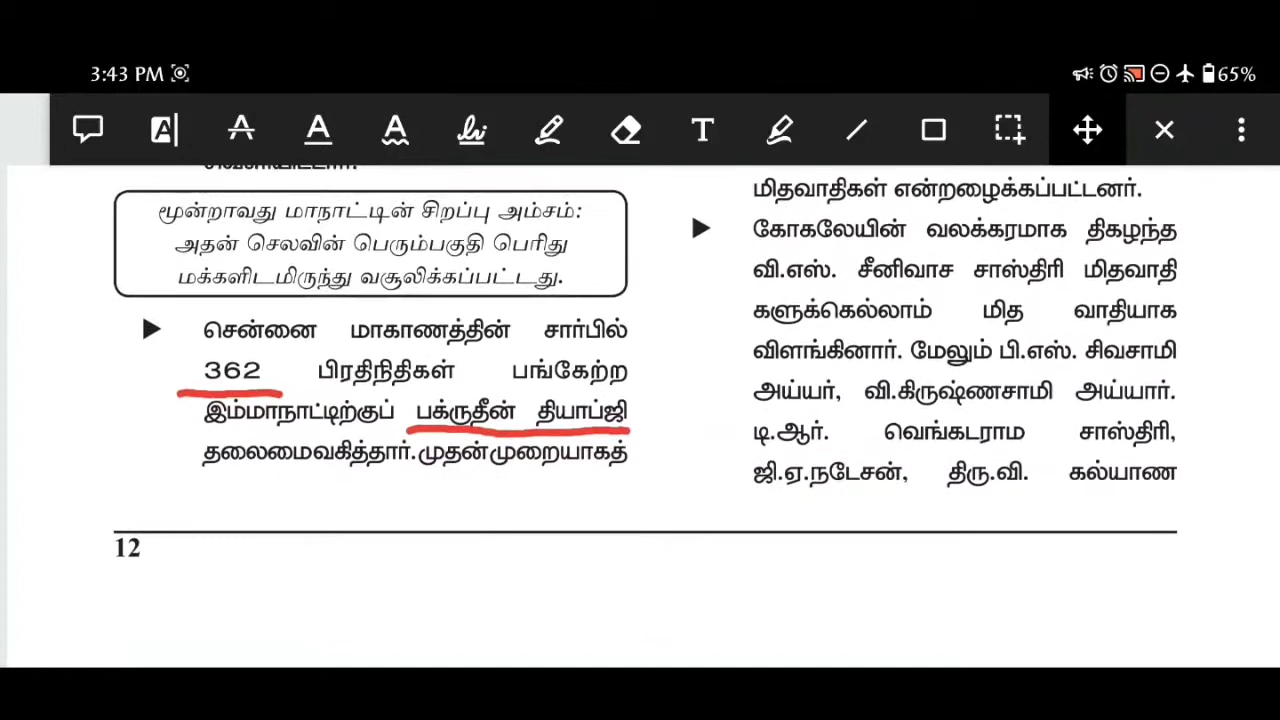 3:43 PM
65%
மூன்றாவது மாநாட்டின் சிறப்பு அம்சம்:
அதன் செலவின் பெரும்பகுதி பெரிது
மக்களிடமிருந்து வசூலிக்கப்பட்டது.
▶ சென்னை மாகாணத்தின் சார்பில்
362 பிரதிநிதிகள் பங்கேற்ற
இம்மாநாட்டிற்குப் பக்ருதீன் தியாப்ஜி
தலைமைவகித்தார்.முதன்முறையாகத்
12
மிதவாதிகள் என்றழைக்கப்பட்டனர்.
▶ கோகலேயின் வலக்கரமாக திகழந்த
வி.எஸ். சீனிவாச சாஸ்திரி மிதவாதி
களுக்கெல்லாம் மித வாதியாக
விளங்கினார். மேலும் பி.எஸ். சிவசாமி
அய்யர், வி.கிருஷ்ணசாமி அய்யார்.
டி.ஆர். வெங்கடராம சாஸ்திரி,
ஜி.ஏ.நடேசன், திரு.வி. கல்யாண